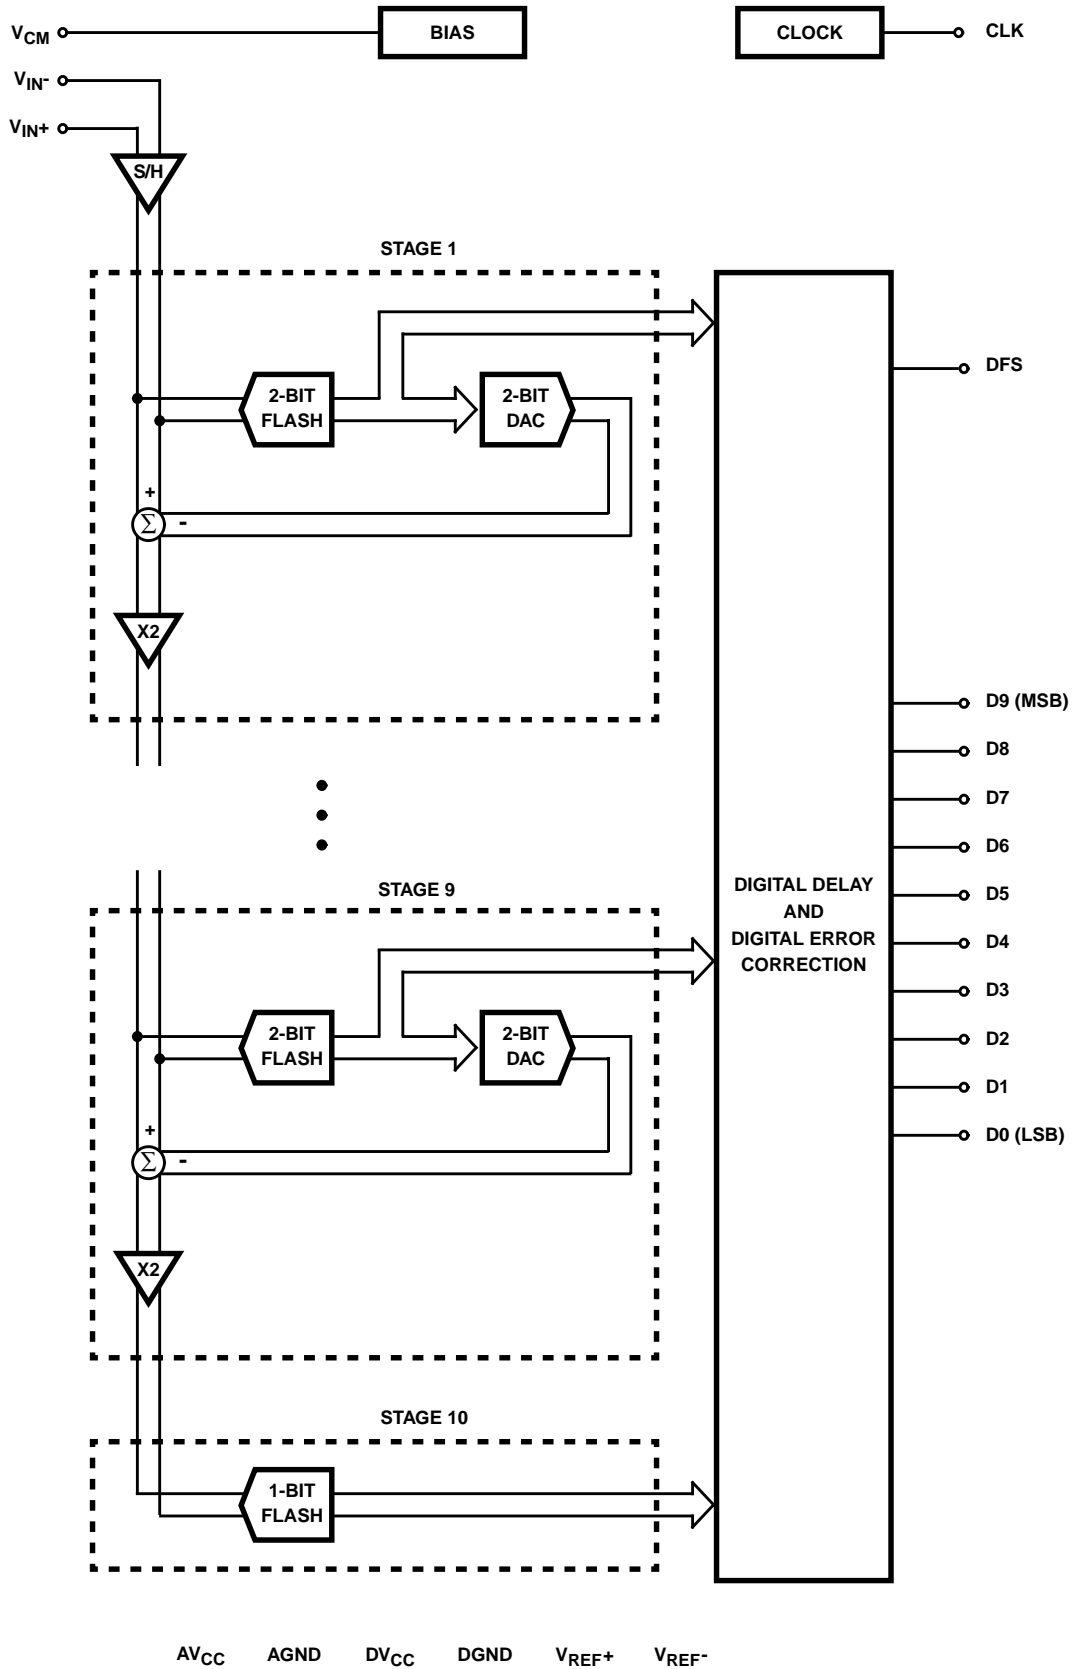 VCM
BIAS
CLOCK
CLK
VIN-
VIN+
S/H
STAGE 1
2-BIT
FLASH
2-BIT
DAC
+
Σ
-
X2
DFS
D9 (MSB)
D8
D7
D6
D5
D4
D3
D2
D1
D0 (LSB)
DIGITAL DELAY
AND
DIGITAL ERROR
CORRECTION
STAGE 9
2-BIT
FLASH
2-BIT
DAC
+
Σ
-
X2
STAGE 10
1-BIT
FLASH
AVCC AGND DVCC DGND VREF+ VREF-